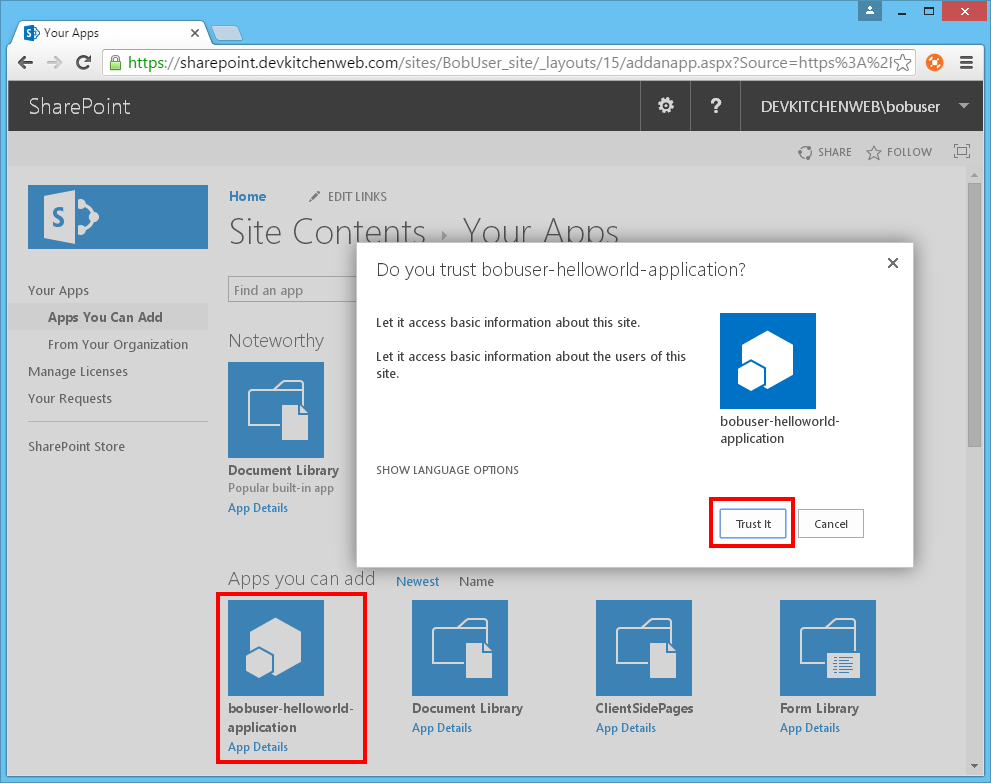 Your Apps
https://sharepoint.devkitchenweb.com/sites/BobUser_site/_layouts/15/addanapp.aspx?Source=https%3A%2F
SharePoint
?
DEVKITCHENWEB\bobuser
SHARE
FOLLOW
S
Home
EDIT LINKS
Site Contents
Your Apps
Find an app
Your Apps
Apps You Can Add
From Your Organization
Manage Licenses
Your Requests
SharePoint Store
Noteworthy
Document Library
Popular built-in app
App Details
Do you trust bobuser-helloworld-application?
Let it access basic information about this site.
Let it access basic information about the users of this
site.
bobuser-helloworld-
application
SHOW LANGUAGE OPTIONS
Trust It
Cancel
Apps you can add
Newest
Name
bobuser-helloworld-
application
App Details
Document Library
App Details
ClientSidePages
App Details
Form Library
App Details